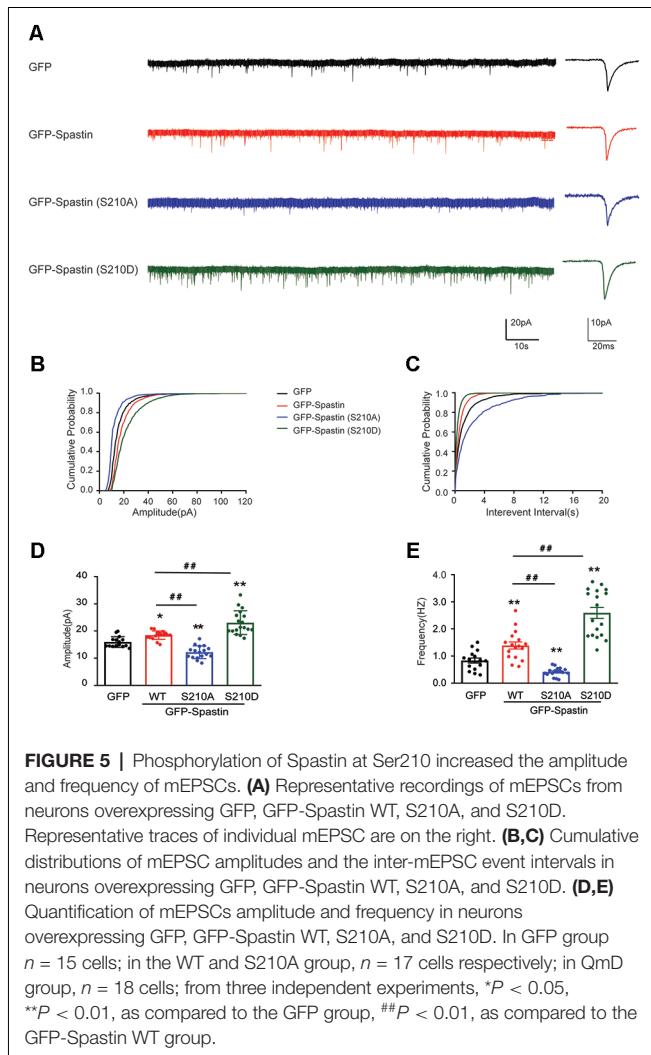 A
GFP
GFP-Spastin
GFP-Spastin (S210A)
GFP-Spastin (S210D)
20pA
10s
10pA
20ms
B
Cumulative Probability
1.0
0.8
0.6
0.4
0.2
0.0
0 20 40 60 80 100 120
Amplitude(pA)
GFP
GFP-Spastin
GFP-Spastin (S210A)
GFP-Spastin (S210D)
C
Cumulative Probability
1.0
0.8
0.6
0.4
0.2
0.0
0 4 8 12 16 20
Interevent Interval(s)
D
Amplitude(pA)
40
30
20
10
0
##
##
* ** **
GFP WT S210A S210D
GFP-Spastin
E
Frequency(HZ)
4.0
3.0
2.0
1.0
0.0
##
##
** ** **
GFP WT S210A S210D
GFP-Spastin
FIGURE 5 | Phosphorylation of Spastin at Ser210 increased the amplitude
and frequency of mEPSCs. (A) Representative recordings of mEPSCs from
neurons overexpressing GFP, GFP-Spastin WT, S210A, and S210D.
Representative traces of individual mEPSC are on the right. (B,C) Cumulative
distributions of mEPSC amplitudes and the inter-mEPSC event intervals in
neurons overexpressing GFP, GFP-Spastin WT, S210A, and S210D. (D,E)
Quantification of mEPSCs amplitude and frequency in neurons
overexpressing GFP, GFP-Spastin WT, S210A, and S210D. In GFP group
n = 15 cells; in the WT and S210A group, n = 17 cells respectively; in QmD
group, n = 18 cells; from three independent experiments, *P < 0.05,
**P < 0.01, as compared to the GFP group, ##P < 0.01, as compared to the
GFP-Spastin WT group.